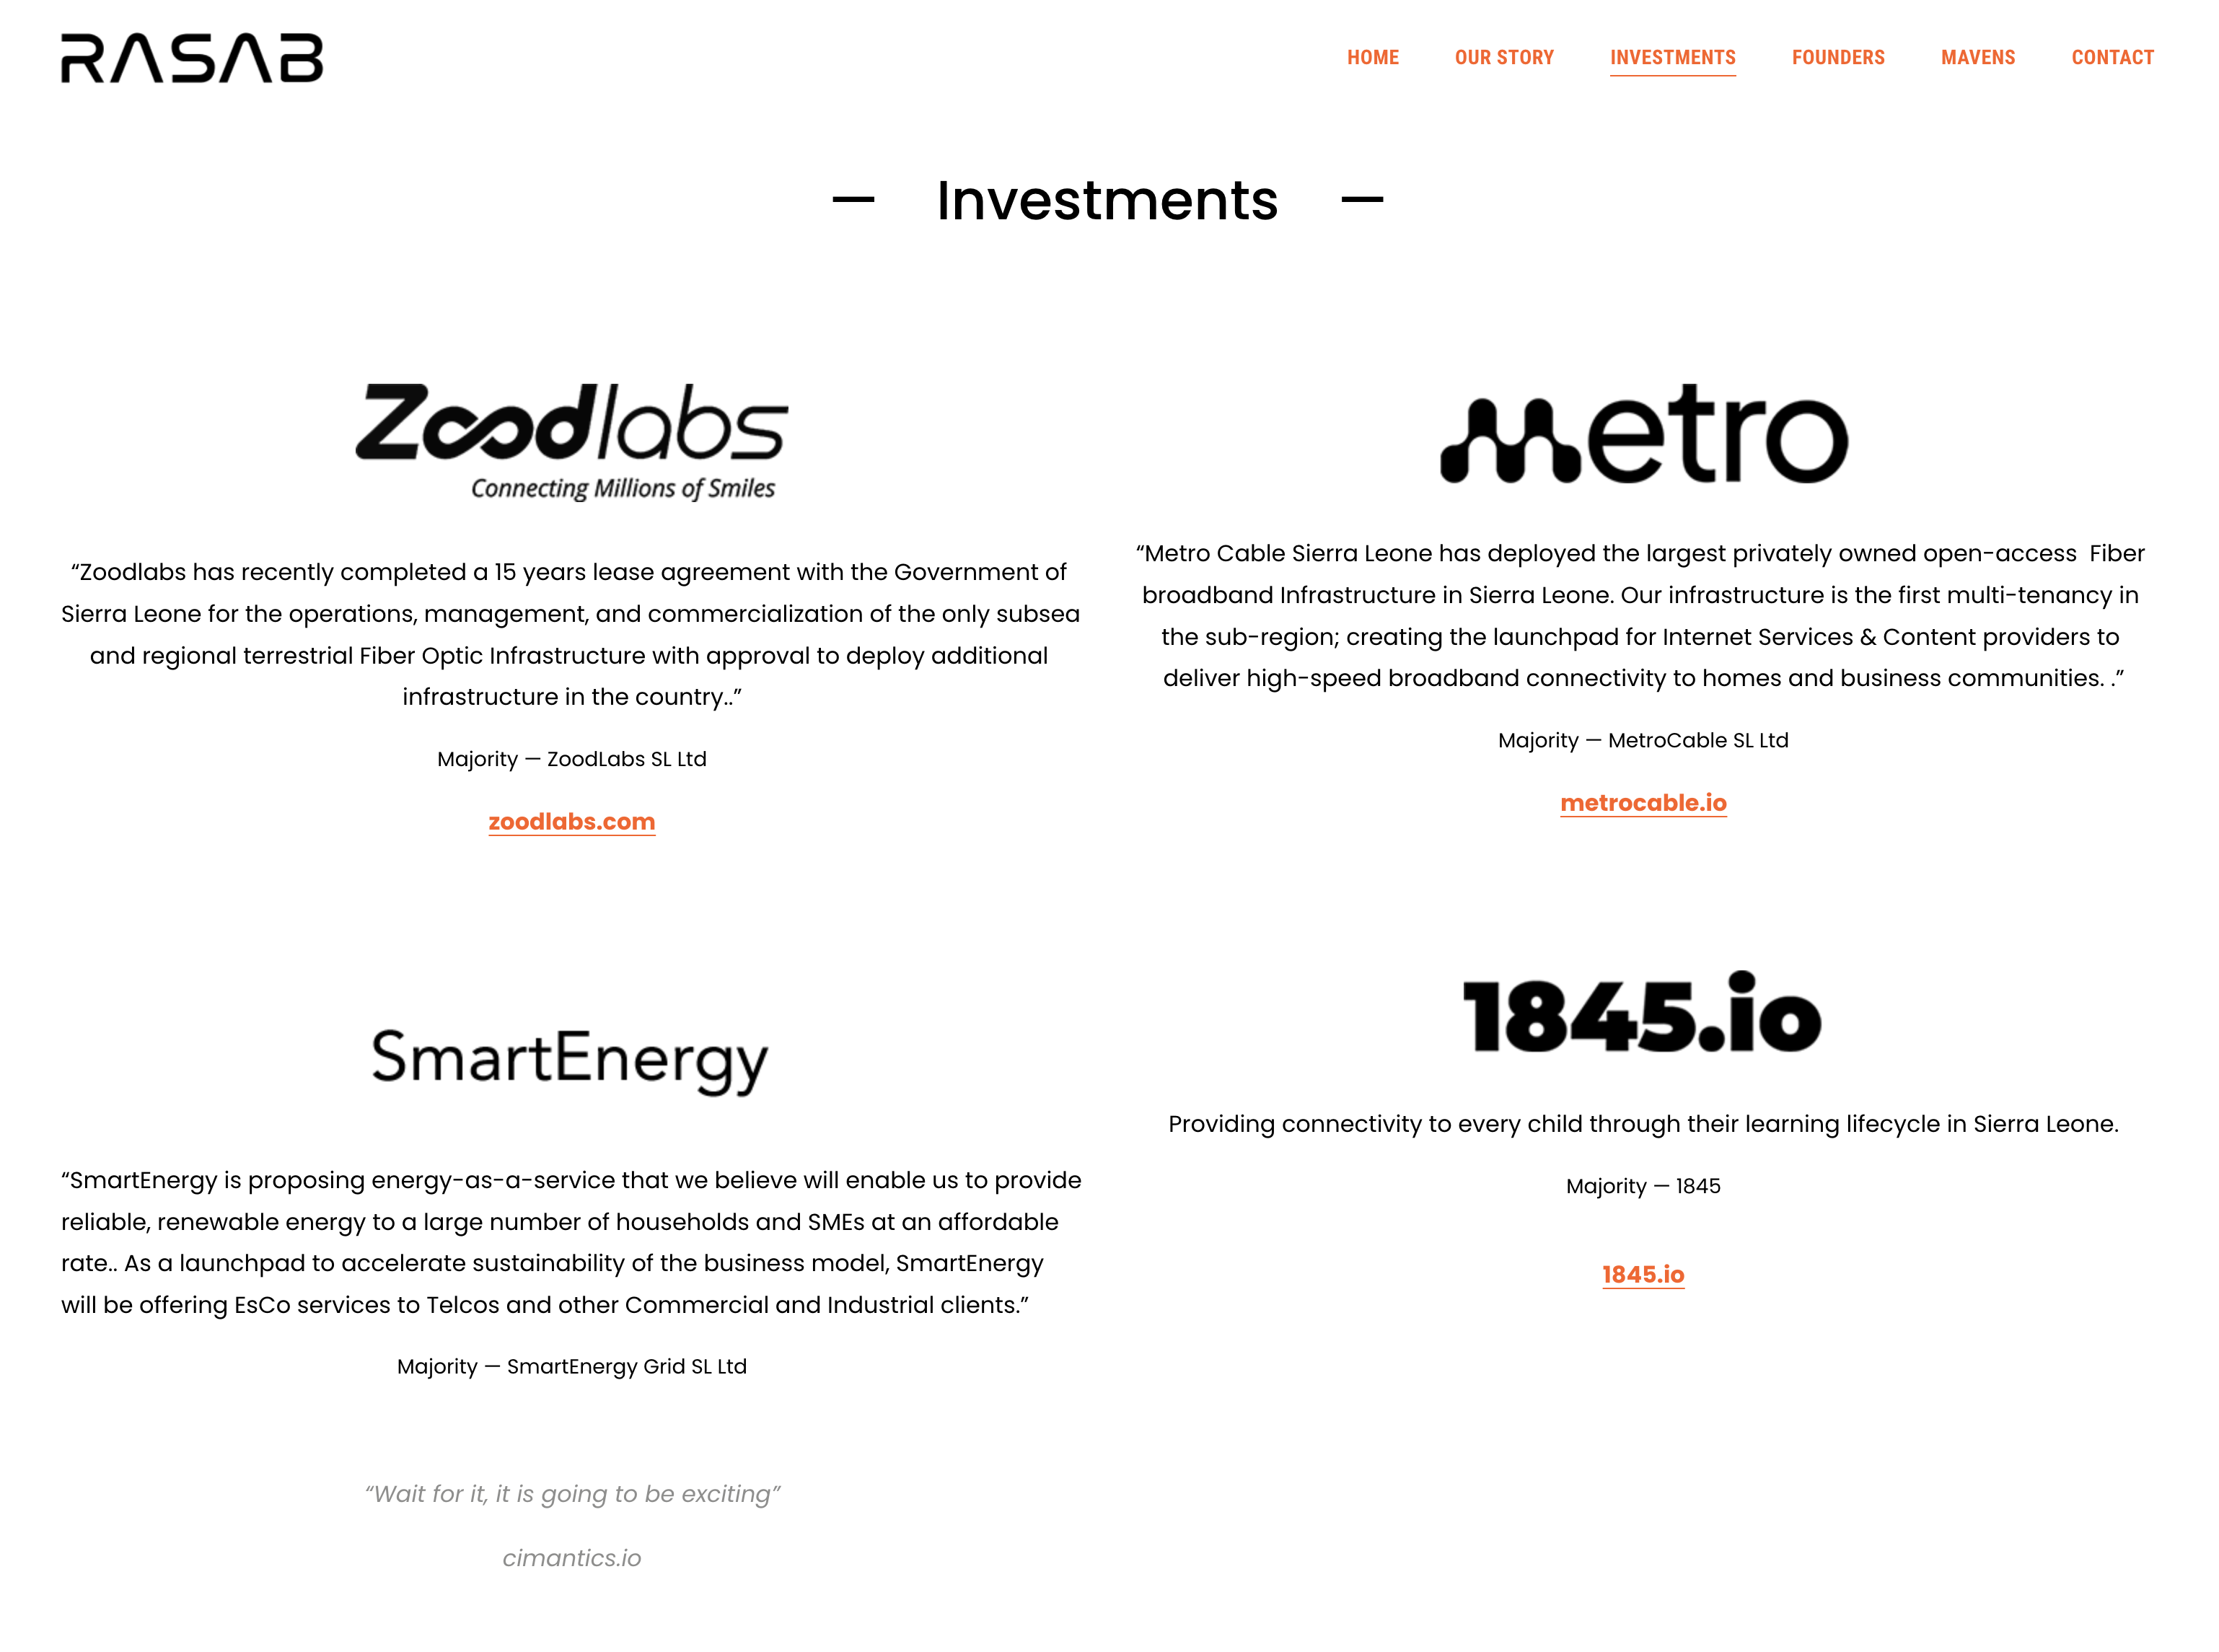 RASAB
HOME OUR STORY INVESTMENTS FOUNDERS MAVENS CONTACT
— Investments —
Zoodlabs
Connecting Millions of Smiles
“Zoodlabs has recently completed a 15 years lease agreement with the Government of
Sierra Leone for the operations, management, and commercialization of the only subsea
and regional terrestrial Fiber Optic Infrastructure with approval to deploy additional
infrastructure in the country..”
Majority — ZoodLabs SL Ltd
zoodlabs.com
metro
“Metro Cable Sierra Leone has deployed the largest privately owned open-access  Fiber
broadband Infrastructure in Sierra Leone. Our infrastructure is the first multi-tenancy in
the sub-region; creating the launchpad for Internet Services & Content providers to
deliver high-speed broadband connectivity to homes and business communities. .”
Majority — MetroCable SL Ltd
metrocable.io
SmartEnergy
“SmartEnergy is proposing energy-as-a-service that we believe will enable us to provide
reliable, renewable energy to a large number of households and SMEs at an affordable
rate.. As a launchpad to accelerate sustainability of the business model, SmartEnergy
will be offering EsCo services to Telcos and other Commercial and Industrial clients.”
Majority — SmartEnergy Grid SL Ltd
1845.io
Providing connectivity to every child through their learning lifecycle in Sierra Leone.
Majority — 1845
1845.io
“Wait for it, it is going to be exciting”
cimantics.io